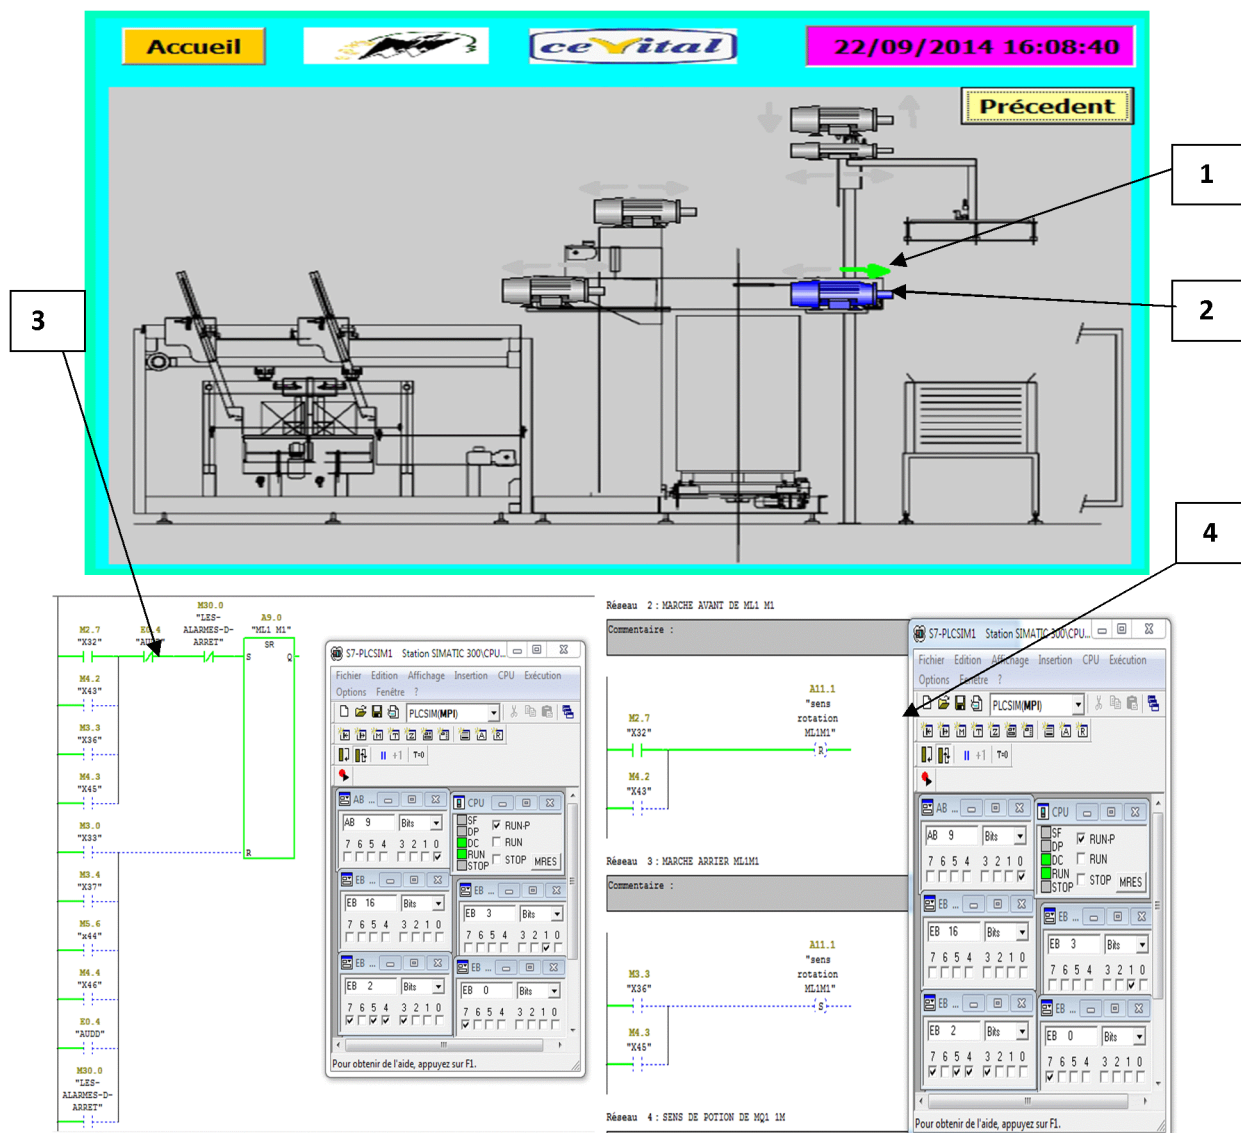 Accueil
cevital
22/09/2014 16:08:40
Précedent
1
2
3
4
M30.0
"LES-
ALARMES-D-
ARRET"
A9.0
"ML1 M1"
SR
S
Q
M2.7
"X32"
E0.4
"AUDD"
M4.2
"X43"
M3.3
"X36"
M4.3
"X45"
M3.0
"X33"
R
M3.4
"X37"
M5.6
"x44"
M4.4
"X46"
E0.4
"AUDD"
M30.0
"LES-
ALARMES-D-
ARRET"
S7-PLCSIM1 Station SIMATIC 300\CPU...
Fichier Edition Affichage Insertion CPU Exécution
Options Fenêtre ?
PLCSIM(MPI)
+1 T=0
AB ...
AB 9 Bits
7 6 5 4 3 2 1 0
CPU
SF
DP
DC
RUN
STOP
RUN-P
RUN
STOP MRES
EB ...
EB 16 Bits
7 6 5 4 3 2 1 0
EB ...
EB 3 Bits
7 6 5 4 3 2 1 0
EB ...
EB 2 Bits
7 6 5 4 3 2 1 0
EB ...
EB 0 Bits
7 6 5 4 3 2 1 0
Pour obtenir de l'aide, appuyez sur F1.
Réseau 2 : MARCHE AVANT DE ML1 M1
Commentaire :
A11.1
"sens
rotation
ML1M1"
M2.7
"X32"
R
M4.2
"X43"
Réseau 3 : MARCHE ARRIER ML1M1
Commentaire :
A11.1
"sens
rotation
ML1M1"
M3.3
"X36"
S
M4.3
"X45"
Réseau 4 : SENS DE POTION DE MQ1 1M
S7-PLCSIM1 Station SIMATIC 300\CPU...
Fichier Edition Affichage Insertion CPU Exécution
Options Fenêtre ?
PLCSIM(MPI)
+1 T=0
AB ...
AB 9 Bits
7 6 5 4 3 2 1 0
CPU
SF
DP
DC
RUN
STOP
RUN-P
RUN
STOP MRES
EB ...
EB 16 Bits
7 6 5 4 3 2 1 0
EB ...
EB 3 Bits
7 6 5 4 3 2 1 0
EB ...
EB 2 Bits
7 6 5 4 3 2 1 0
EB ...
EB 0 Bits
7 6 5 4 3 2 1 0
Pour obtenir de l'aide, appuyez sur F1.